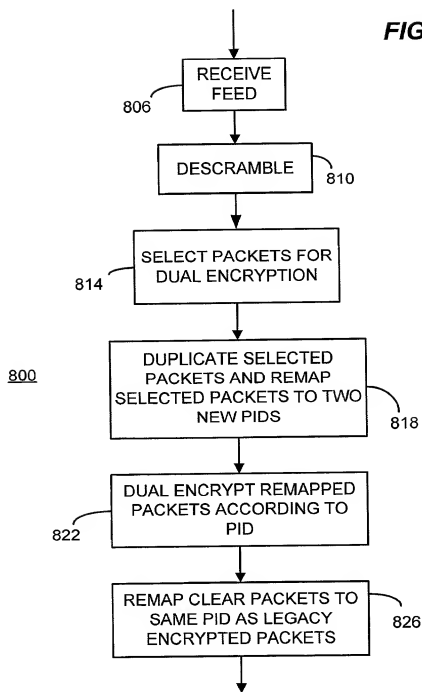 FIG
RECEIVE
FEED
806
DESCRAMBLE
810
SELECT PACKETS FOR
DUAL ENCRYPTION
814
DUPLICATE SELECTED
PACKETS AND REMAP
SELECTED PACKETS TO TWO
NEW PIDS
800
818
DUAL ENCRYPT REMAPPED
PACKETS ACCORDING TO
PID
822
REMAP CLEAR PACKETS TO
SAME PID AS LEGACY
ENCRYPTED PACKETS
826